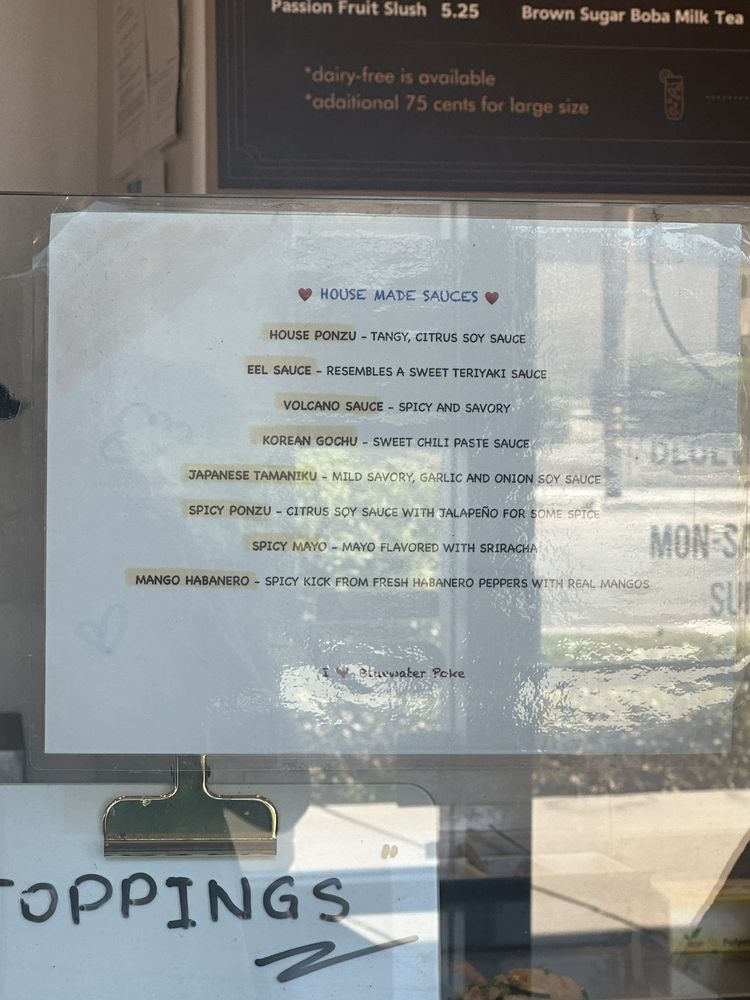 Passion Fruit Slush 5.25 Brown Sugar Boba Milk Tea
*dairy-free is available
*additional 75 cents for large size
♥ HOUSE MADE SAUCES ♥
HOUSE PONZU - TANGY, CITRUS SOY SAUCE
EEL SAUCE - RESEMBLES A SWEET TERIYAKI SAUCE
VOLCANO SAUCE - SPICY AND SAVORY
KOREAN GOCHU - SWEET CHILI PASTE SAUCE
JAPANESE TAMANIKU - MILD SAVORY, GARLIC AND ONION SOY SAUCE
SPICY PONZU - CITRUS SOY SAUCE WITH JALAPEÑO FOR SOME SPICE
SPICY MAYO - MAYO FLAVORED WITH SRIRACHA
MANGO HABANERO - SPICY KICK FROM FRESH HABANERO PEPPERS WITH REAL MANGOS
MON-SA
SU
I ♥ Bluewater Poke
TOPPINGS